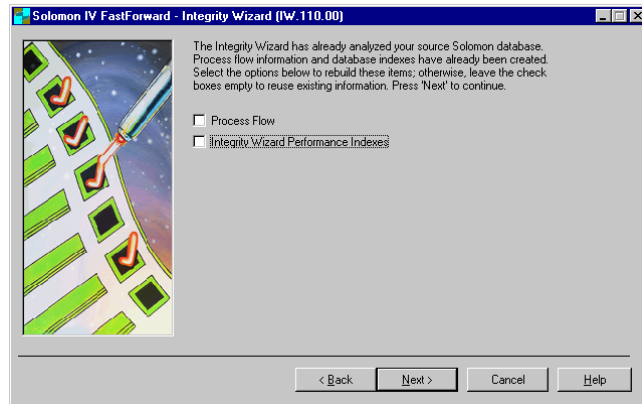 Solomon IV FastForward - Integrity Wizard (IW.110.00)
The Integrity Wizard has already analyzed your source Solomon database.
Process flow information and database indexes have already been created.
Select the options below to rebuild these items; otherwise, leave the check
boxes empty to reuse existing information. Press 'Next' to continue.
Process Flow
Integrity Wizard Performance Indexes
< Back Next > Cancel Help